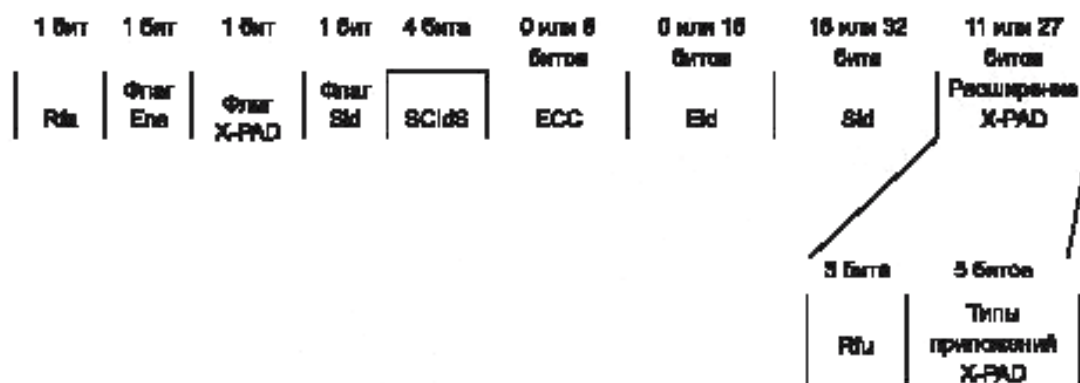 1 бит 1 бит 1 бит 1 бит 4 бита 0 или 8 битов 0 или 16 битов 16 или 32 бита 11 или 27 битов
Rfa
Флаг Ena
Флаг X-PAD
Флаг SId
SCIdS
ECC
EId
SId
Расширение X-PAD
3 бита 5 битов
Rfu
Типы приложений X-PAD